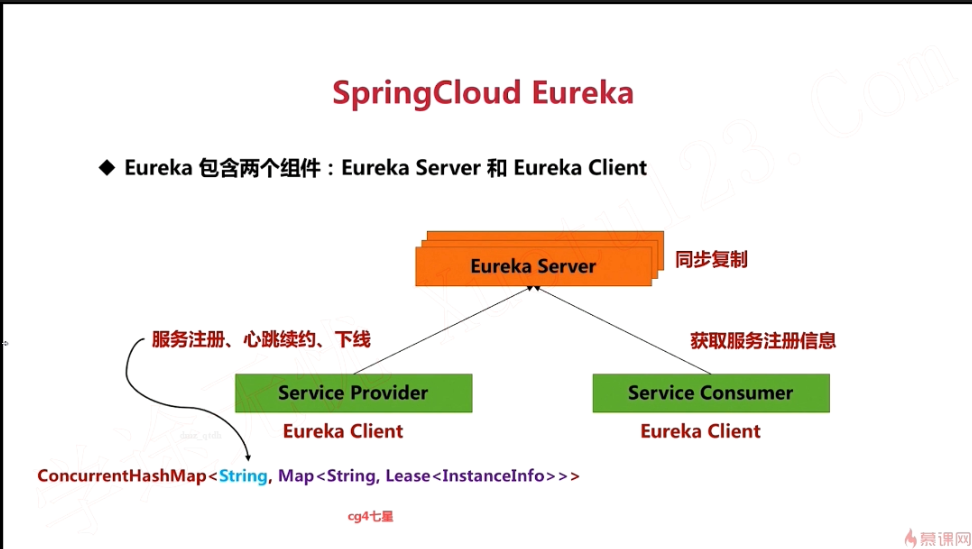 SpringCloud Eureka
◆ Eureka 包含两个组件：Eureka Server 和 Eureka Client
Eureka Server
同步复制
服务注册、心跳续约、下线
获取服务注册信息
Service Provider
Service Consumer
Eureka Client
Eureka Client
ConcurrentHashMap<String, Map<String, Lease<InstanceInfo>>>
cg4七星
慕课网